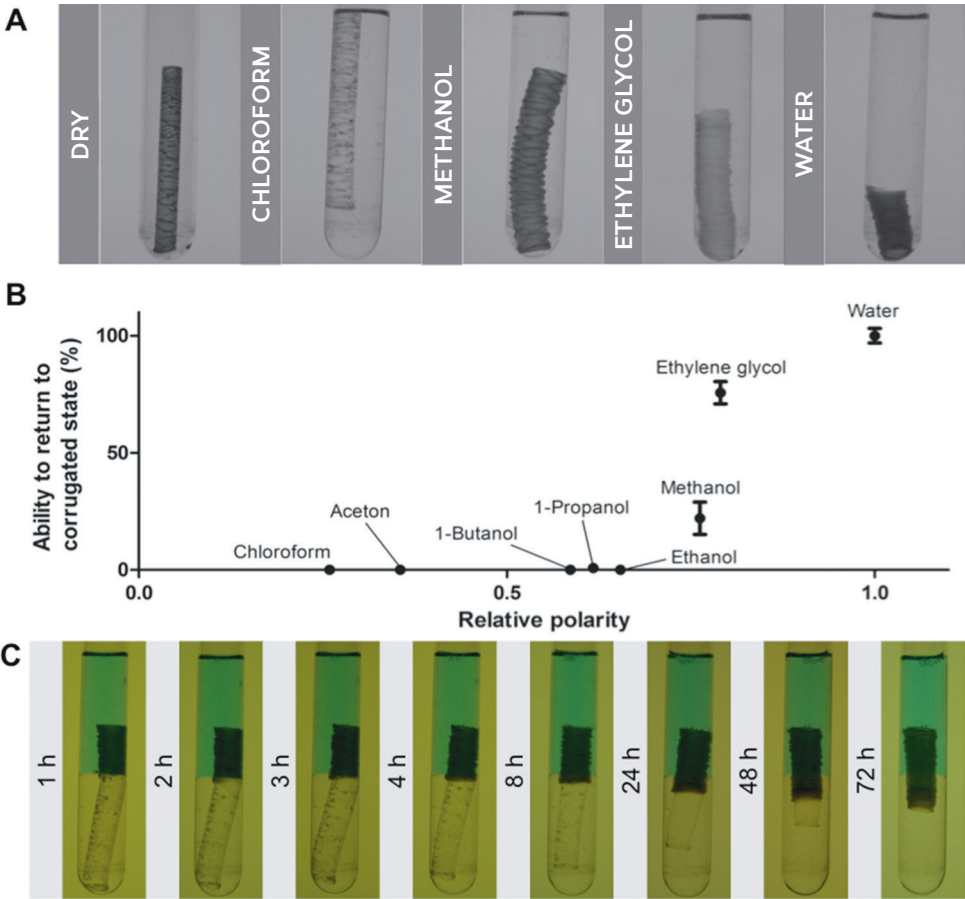 A
DRY
CHLOROFORM
METHANOL
ETHYLENE GLYCOL
WATER
B
Ability to return to
corrugated state (%)
100
50
0
Water
Ethylene glycol
Methanol
1-Propanol
Aceton
1-Butanol
Chloroform
Ethanol
0.0
0.5
1.0
Relative polarity
C
1 h
2 h
3 h
4 h
8 h
24 h
48 h
72 h